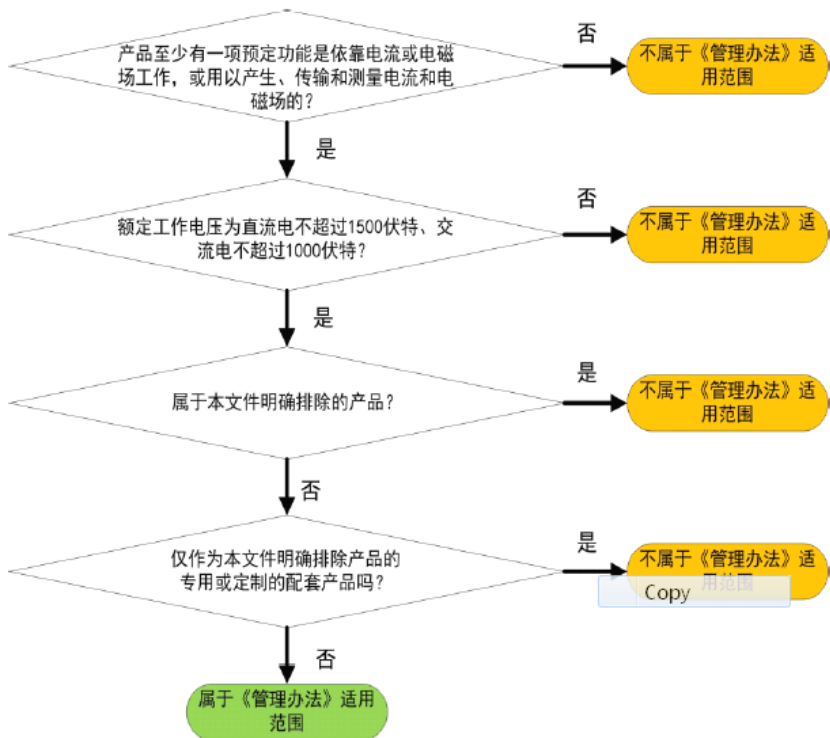 产品至少有一项预定功能是依靠电流或电磁
场工作，或用以产生、传输和测量电流和电
磁场的？
否
不属于《管理办法》适
用范围
是
额定工作电压为直流电不超过1500伏特、交
流电不超过1000伏特？
否
不属于《管理办法》适
用范围
是
属于本文件明确排除的产品？
是
不属于《管理办法》适
用范围
否
仅作为本文件明确排除产品的
专用或定制的配套产品吗？
是
不属于《管理办法》适
用范围
Copy
否
属于《管理办法》适用
范围